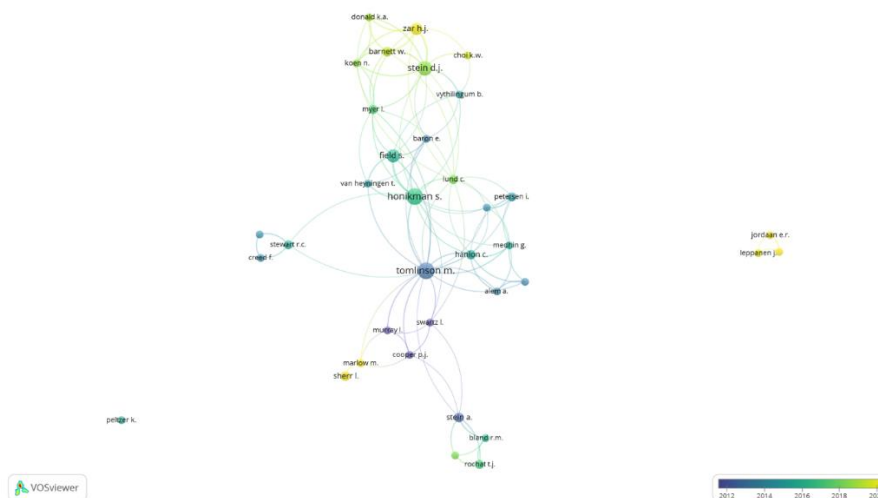 donald k.a.
zar h.j.
barnett w.
choi k.w.
koen n.
stein d.j.
vythilingum b.
myer l.
baron e.
field s.
lund c.
van heyningen t.
honikman s.
petersen i.
jordaan e.r.
stewart r.c.
medhin g.
leppanen j.
creed f.
hanlon c.
tomlinson m.
alem a.
swartz l.
murray l.
cooper p.j.
marlow m.
sherr l.
stein a.
peltzer k.
bland r.m.
rochat t.j.
VOSviewer
2012 2014 2016 2018